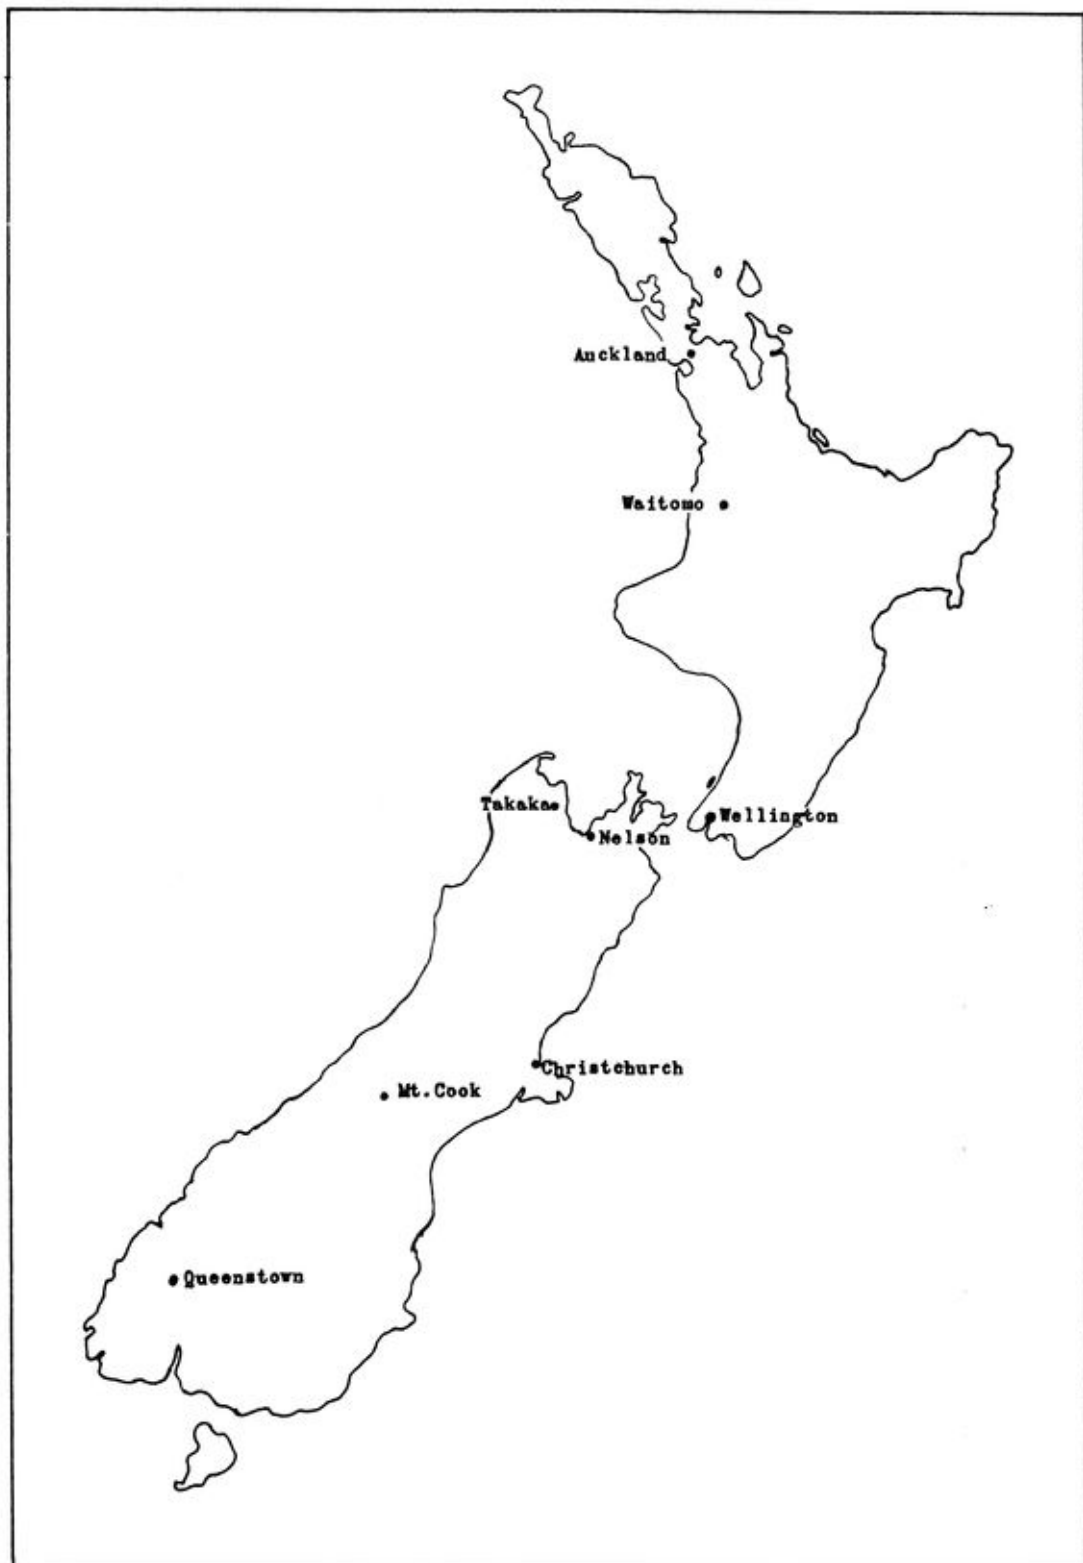 Auckland
Waitomo
Takaka
Wellington
Nelson
Christchurch
Mt.Cook
Queenstown